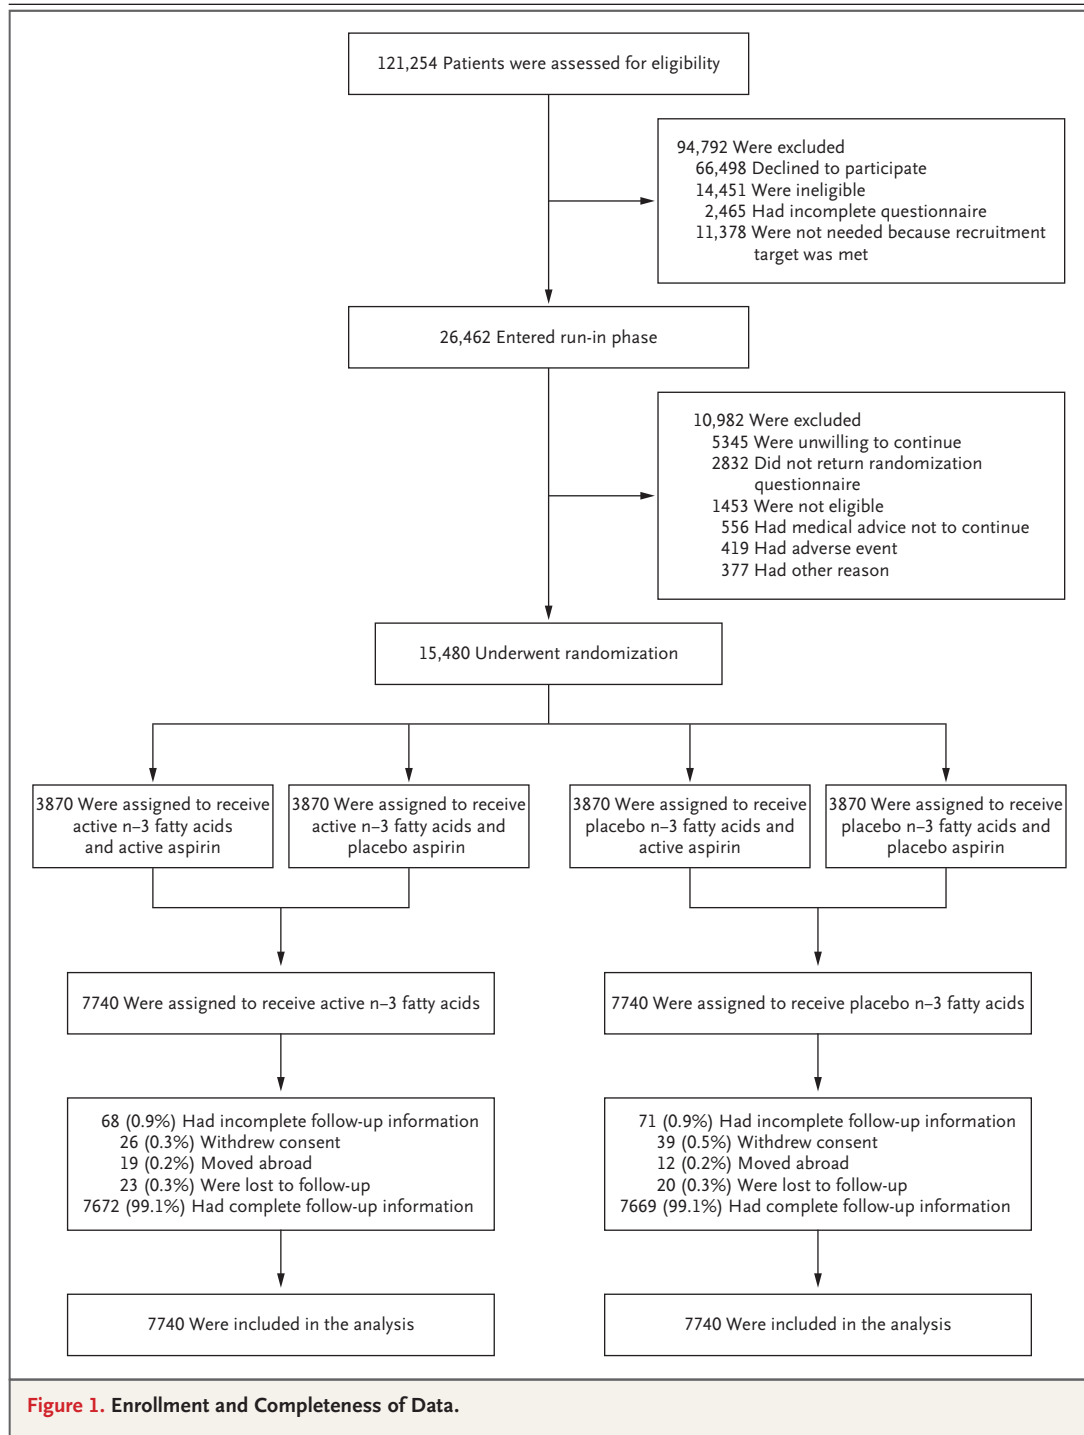 121,254 Patients were assessed for eligibility
94,792 Were excluded
66,498 Declined to participate
14,451 Were ineligible
2,465 Had incomplete questionnaire
11,378 Were not needed because recruitment
target was met
26,462 Entered run-in phase
10,982 Were excluded
5345 Were unwilling to continue
2832 Did not return randomization
questionnaire
1453 Were not eligible
556 Had medical advice not to continue
419 Had adverse event
377 Had other reason
15,480 Underwent randomization
3870 Were assigned to receive
active n–3 fatty acids
and active aspirin
3870 Were assigned to receive
active n–3 fatty acids and
placebo aspirin
3870 Were assigned to receive
placebo n–3 fatty acids and
active aspirin
3870 Were assigned to receive
placebo n–3 fatty acids and
placebo aspirin
7740 Were assigned to receive active n–3 fatty acids
7740 Were assigned to receive placebo n–3 fatty acids
68 (0.9%) Had incomplete follow-up information
26 (0.3%) Withdrew consent
19 (0.2%) Moved abroad
23 (0.3%) Were lost to follow-up
7672 (99.1%) Had complete follow-up information
71 (0.9%) Had incomplete follow-up information
39 (0.5%) Withdrew consent
12 (0.2%) Moved abroad
20 (0.3%) Were lost to follow-up
7669 (99.1%) Had complete follow-up information
7740 Were included in the analysis
7740 Were included in the analysis
Figure 1. Enrollment and Completeness of Data.